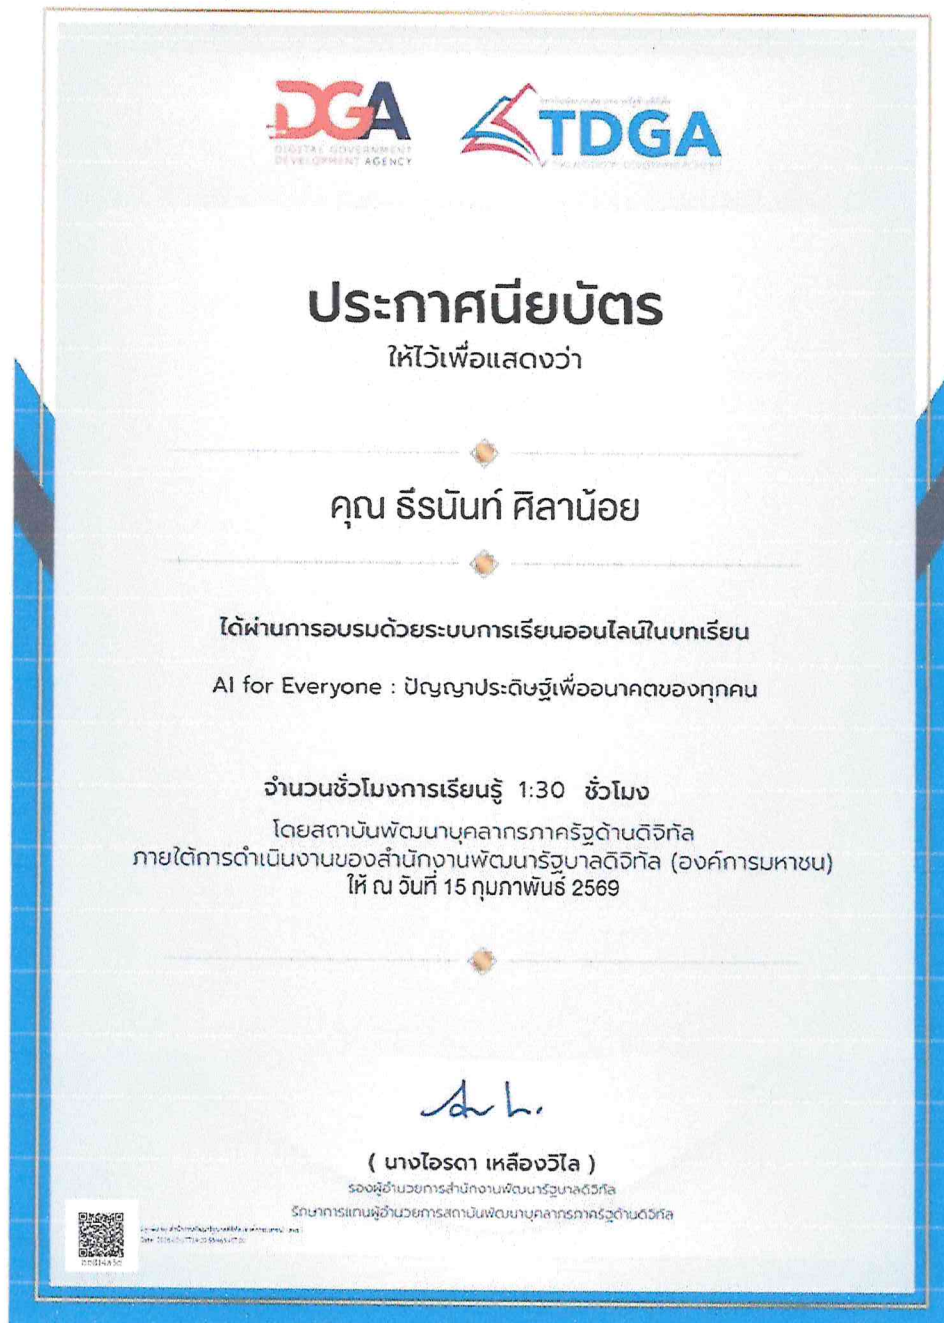 DGA
DIGITAL GOVERNMENT
DEVELOPMENT AGENCY
TDGA
ประกาศนียบัตร
ให้ไว้เพื่อแสดงว่า
คุณ ธีรนันท์ ศิลาน้อย
ได้ผ่านการอบรมด้วยระบบการเรียนออนไลน์ในบทเรียน
AI for Everyone : ปัญญาประดิษฐ์เพื่ออนาคตของทุกคน
จำนวนชั่วโมงการเรียนรู้ 1:30 ชั่วโมง
โดยสถาบันพัฒนาบุคลากรภาครัฐด้านดิจิทัล
ภายใต้การดำเนินงานของสำนักงานพัฒนารัฐบาลดิจิทัล (องค์การมหาชน)
ให้ ณ วันที่ 15 กุมภาพันธ์ 2569
( นางไอรดา เหลืองวิไล )
รองผู้อำนวยการสำนักงานพัฒนารัฐบาลดิจิทัล
รักษาการแทนผู้อำนวยการสถาบันพัฒนาบุคลากรภาครัฐด้านดิจิทัล